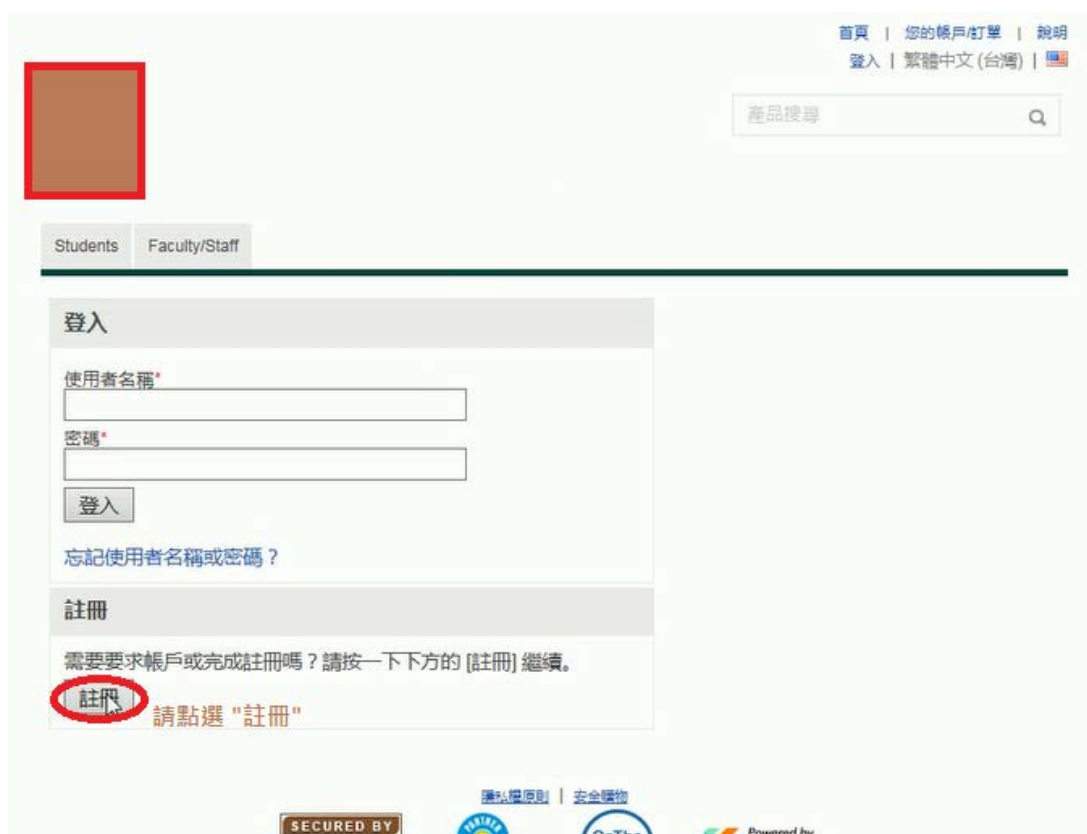 首頁 | 您的帳戶/訂單 | 說明
登入 | 繁體中文 (台灣) |
產品搜尋
Students Faculty/Staff
登入
使用者名稱*
密碼*
登入
忘記使用者名稱或密碼？
註冊
需要要求帳戶或完成註冊嗎？請按一下下方的 [註冊] 繼續。
註冊
請點選 "註冊"
隱私權原則 | 安全購物
SECURED BY
PARTNER
OnThe
Powered by